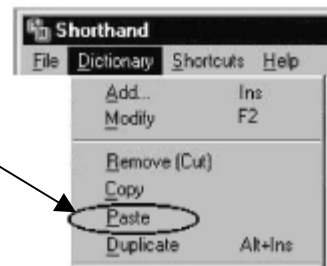 Shorthand
File Dictionary Shortcuts Help
Add... Ins
Modify F2
Remove (Cut)
Copy
Paste
Duplicate Alt+Ins